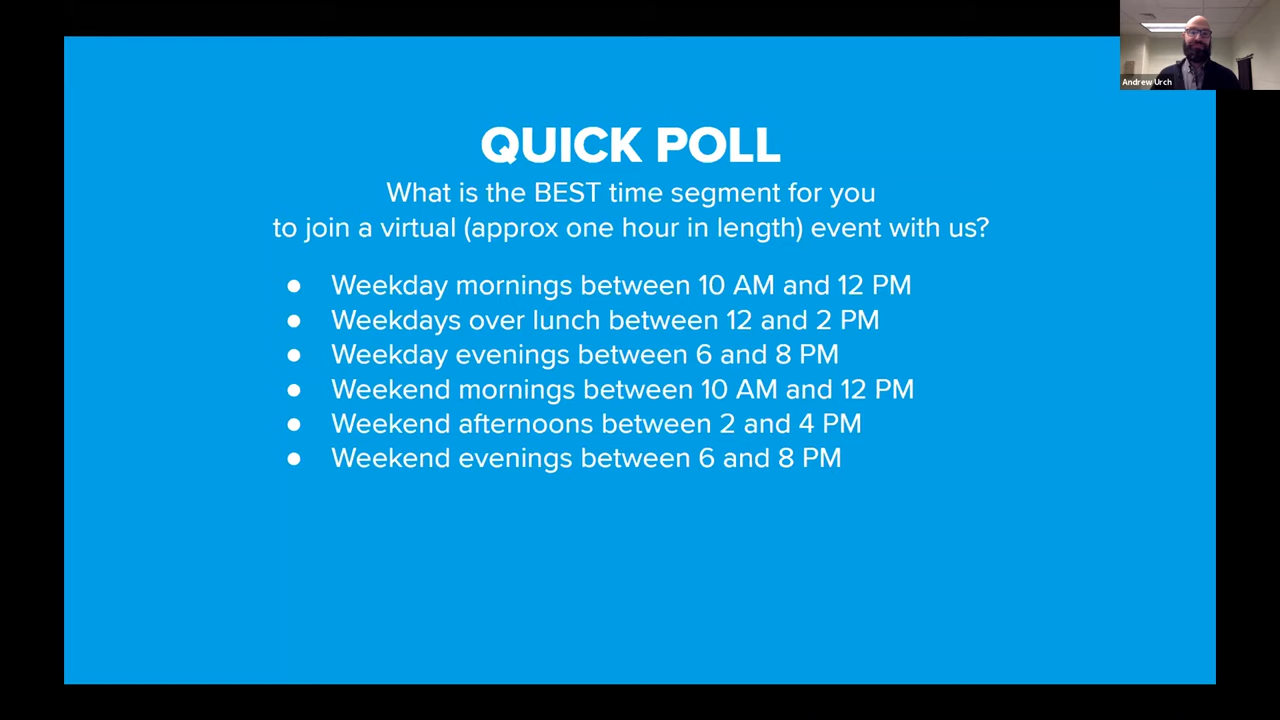 Andrew Urch
QUICK POLL
What is the BEST time segment for you
to join a virtual (approx one hour in length) event with us?
● Weekday mornings between 10 AM and 12 PM
● Weekdays over lunch between 12 and 2 PM
● Weekday evenings between 6 and 8 PM
● Weekend mornings between 10 AM and 12 PM
● Weekend afternoons between 2 and 4 PM
● Weekend evenings between 6 and 8 PM